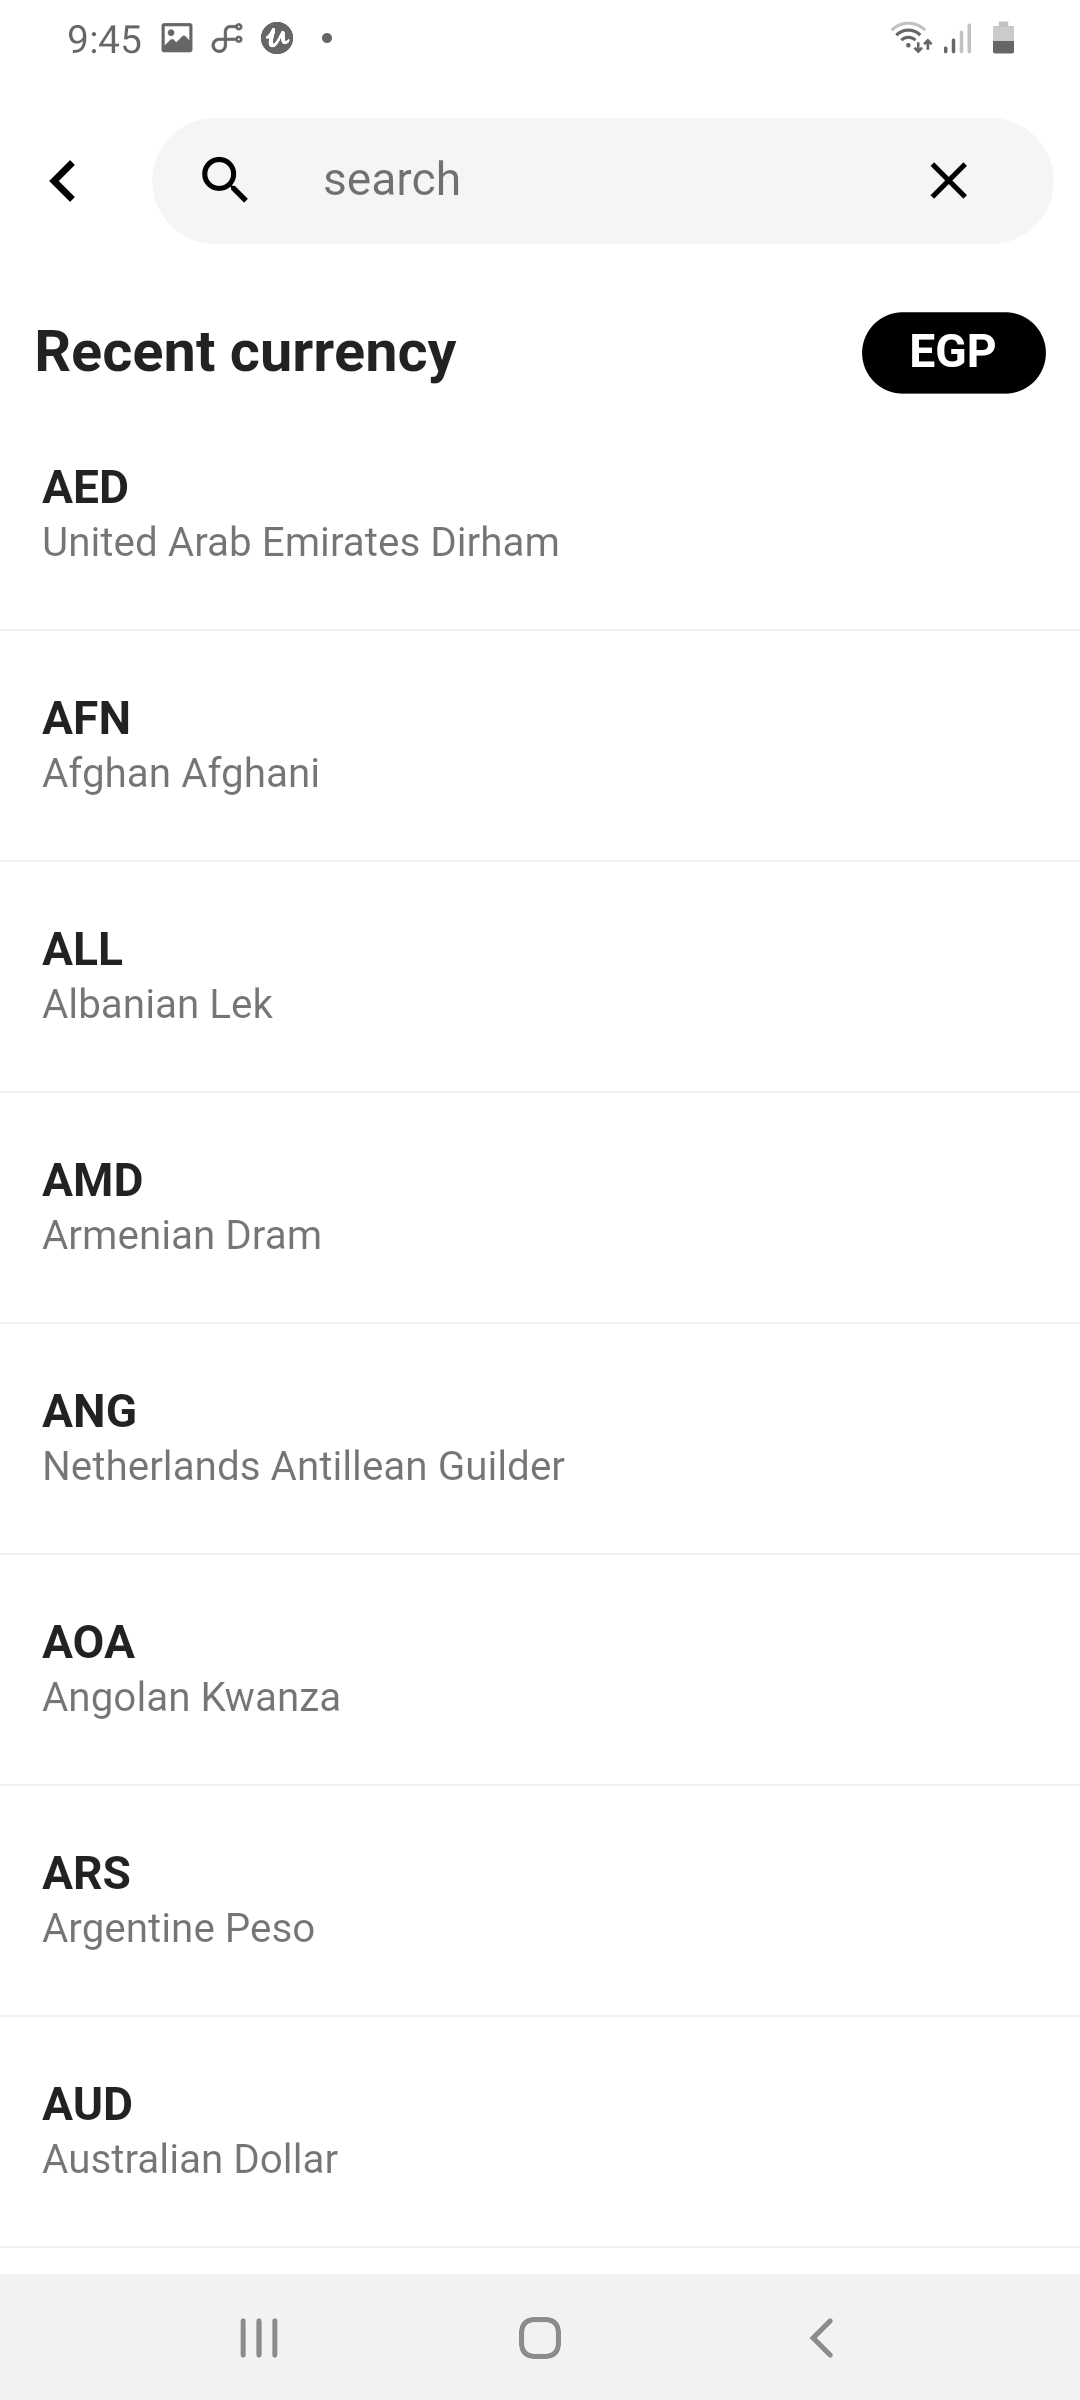 9:45
search
Recent currency
EGP
AED
United Arab Emirates Dirham
AFN
Afghan Afghani
ALL
Albanian Lek
AMD
Armenian Dram
ANG
Netherlands Antillean Guilder
AOA
Angolan Kwanza
ARS
Argentine Peso
AUD
Australian Dollar